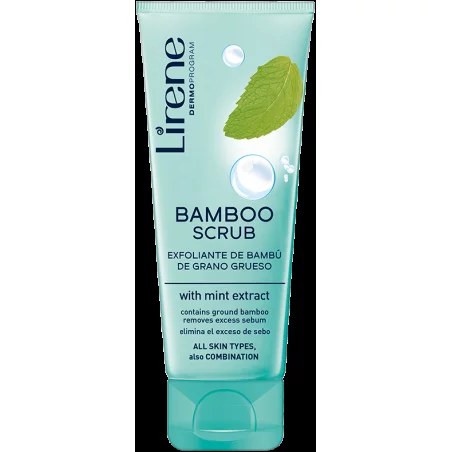 Lirene
DERMOPROGRAM
BAMBOO
SCRUB
EXFOLIANTE DE BAMBÚ
DE GRANO GRUESO
with mint extract
contains ground bamboo
removes excess sebum
elimina el exceso de sebo
ALL SKIN TYPES,
also COMBINATION